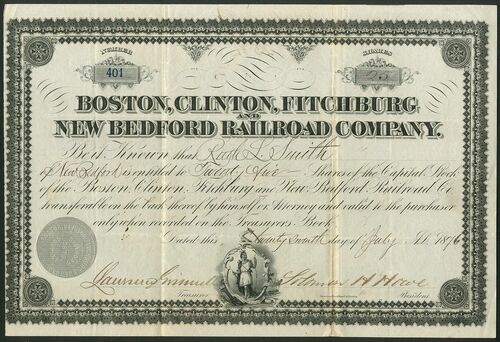 NUMBER
SHARES
401
25
BOSTON, CLINTON, FITCHBURG,
AND
NEW BEDFORD RAILROAD COMPANY.
Be it Known that L. Smith
of New Bedford is entitled to Twenty five Shares of the Capital Stock
of the Boston, Clinton, Fitchburg and New Bedford Railroad Co
transferable on the back thereof by himself or Attorney and valid to the purchaser
only when recorded on the Treasurers Book
Dated this Twenty Seventh day of July A.D. 1876
H Howe
Treasurer
President